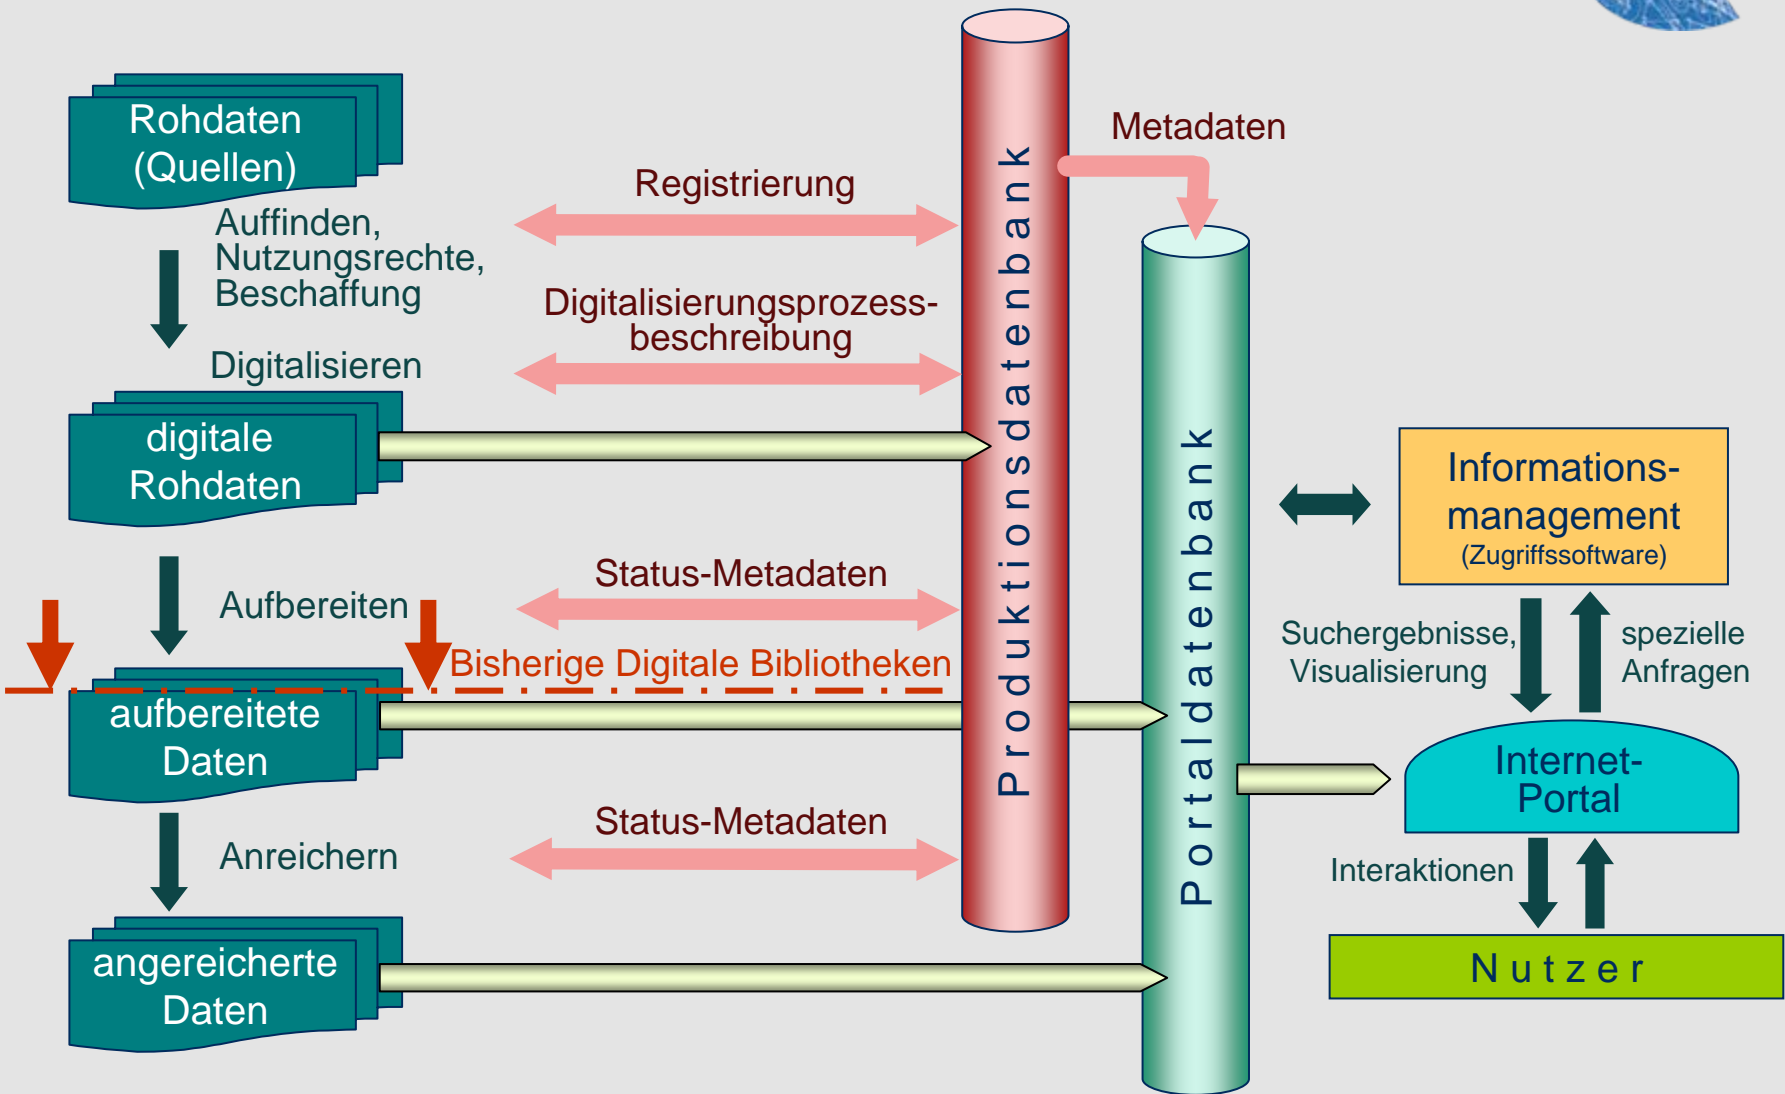 Rohdaten
(Quellen)
Auffinden,
Nutzungsrechte,
Beschaffung
Digitalisieren
digitale
Rohdaten
Aufbereiten
Bisherige Digitale Bibliotheken
aufbereitete
Daten
Anreichern
angereicherte
Daten
Registrierung
Digitalisierungsprozess-
beschreibung
Status-Metadaten
Status-Metadaten
Produktionsdatenbank
Metadaten
Portaldatenbank
Informations-
management
(Zugriffssoftware)
Suchergebnisse,
Visualisierung
spezielle
Anfragen
Internet-
Portal
Interaktionen
Nutzer